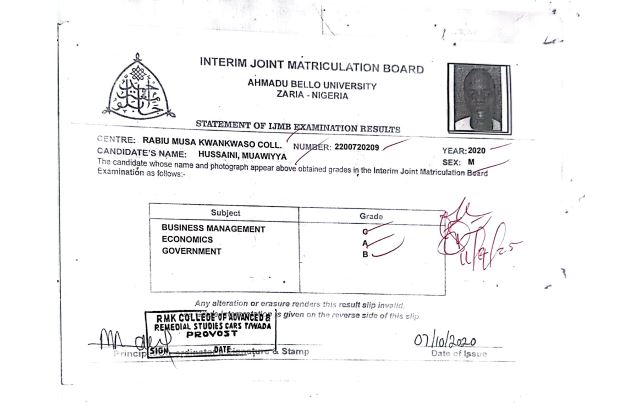 INTERIM JOINT MATRICULATION BOARD
AHMADU BELLO UNIVERSITY
ZARIA - NIGERIA
STATEMENT OF IJMB EXAMINATION RESULTS
CENTRE: RABIU MUSA KWANKWASO COLL. NUMBER: 2200720209 YEAR: 2020
CANDIDATE'S NAME: HUSSAINI, MUAWIYYA SEX: M
The candidate whose name and photograph appear above obtained grades in the Interim Joint Matriculation Board
Examination as follows:-
Subject Grade
BUSINESS MANAGEMENT C
ECONOMICS A
GOVERNMENT B
Any alteration or erasure renders this result slip invalid.
is given on the reverse side of this slip.
RMK COLLEGE OF ADVANCED &
REMEDIAL STUDIES CARS T/WADA
PROVOST
SIGN DATE
07/10/2020
Signature & Stamp Date of Issue